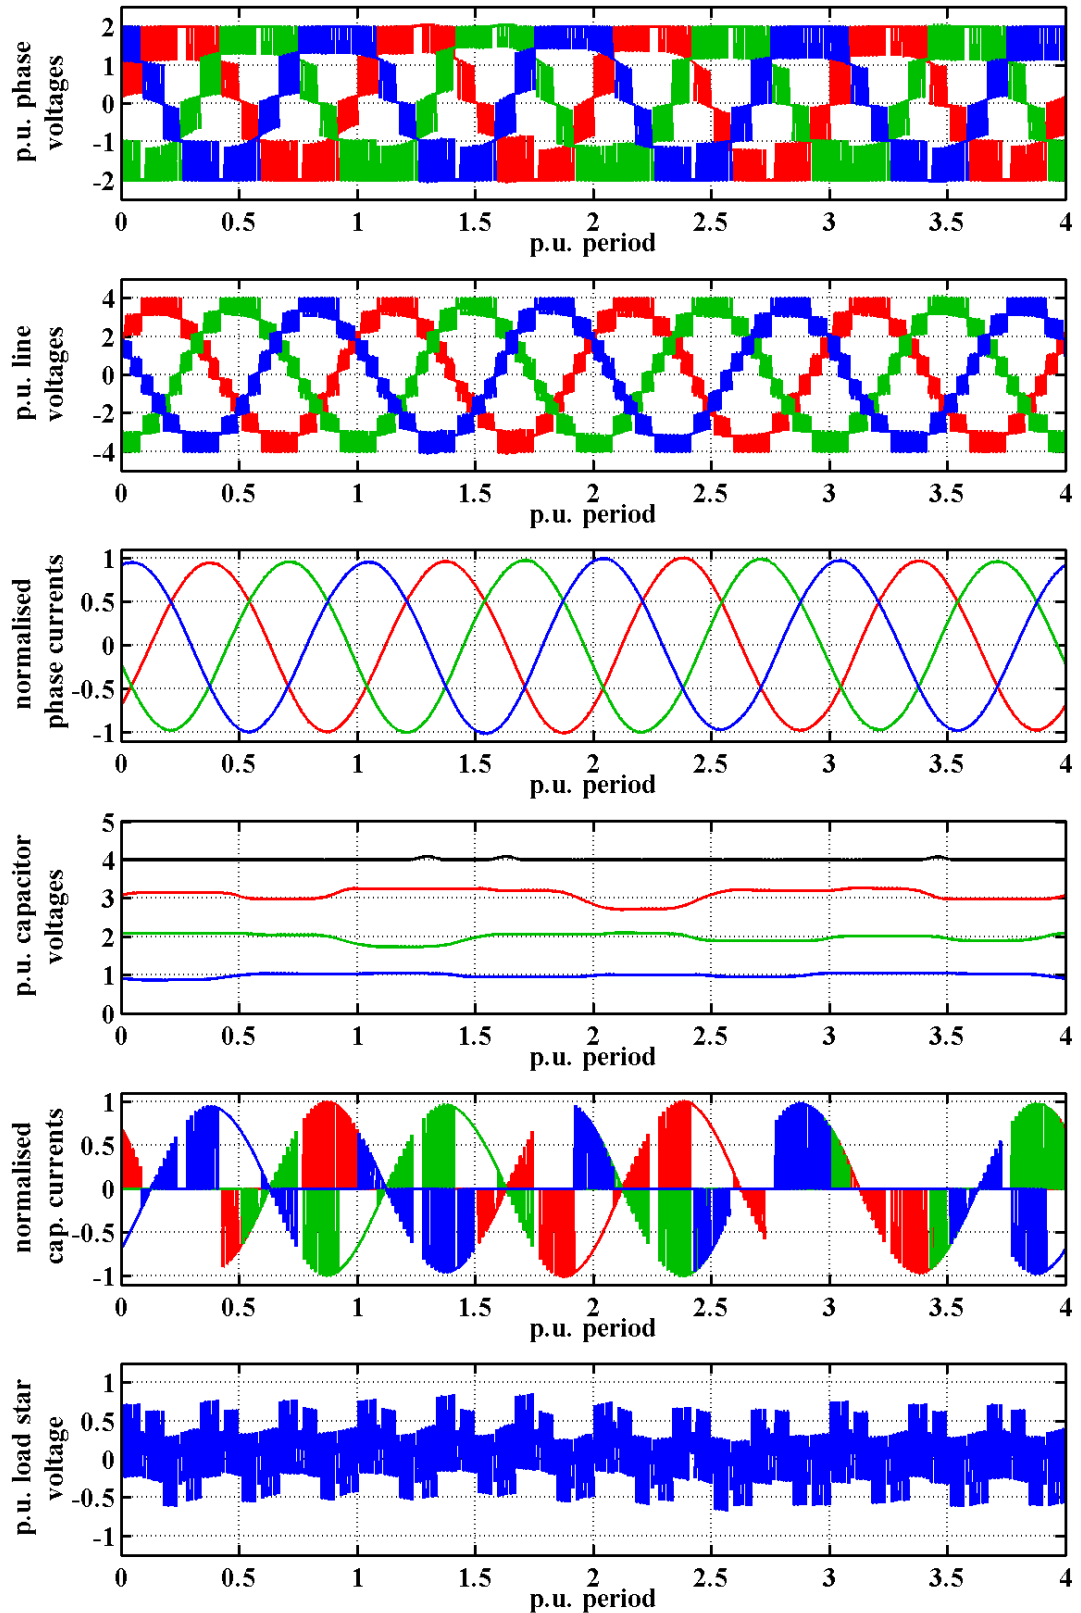 p.u. phase
voltages
2
1
0
-1
-2
0 0.5 1 1.5 2 2.5 3 3.5 4
p.u. period
p.u. line
voltages
4
2
0
-2
-4
0 0.5 1 1.5 2 2.5 3 3.5 4
p.u. period
normalised
phase currents
1
0.5
0
-0.5
-1
0 0.5 1 1.5 2 2.5 3 3.5 4
p.u. period
p.u. capacitor
voltages
5
4
3
2
1
0
0 0.5 1 1.5 2 2.5 3 3.5 4
p.u. period
normalised
cap. currents
1
0.5
0
-0.5
-1
0 0.5 1 1.5 2 2.5 3 3.5 4
p.u. period
p.u. load star
voltage
1
0.5
0
-0.5
-1
0 0.5 1 1.5 2 2.5 3 3.5 4
p.u. period